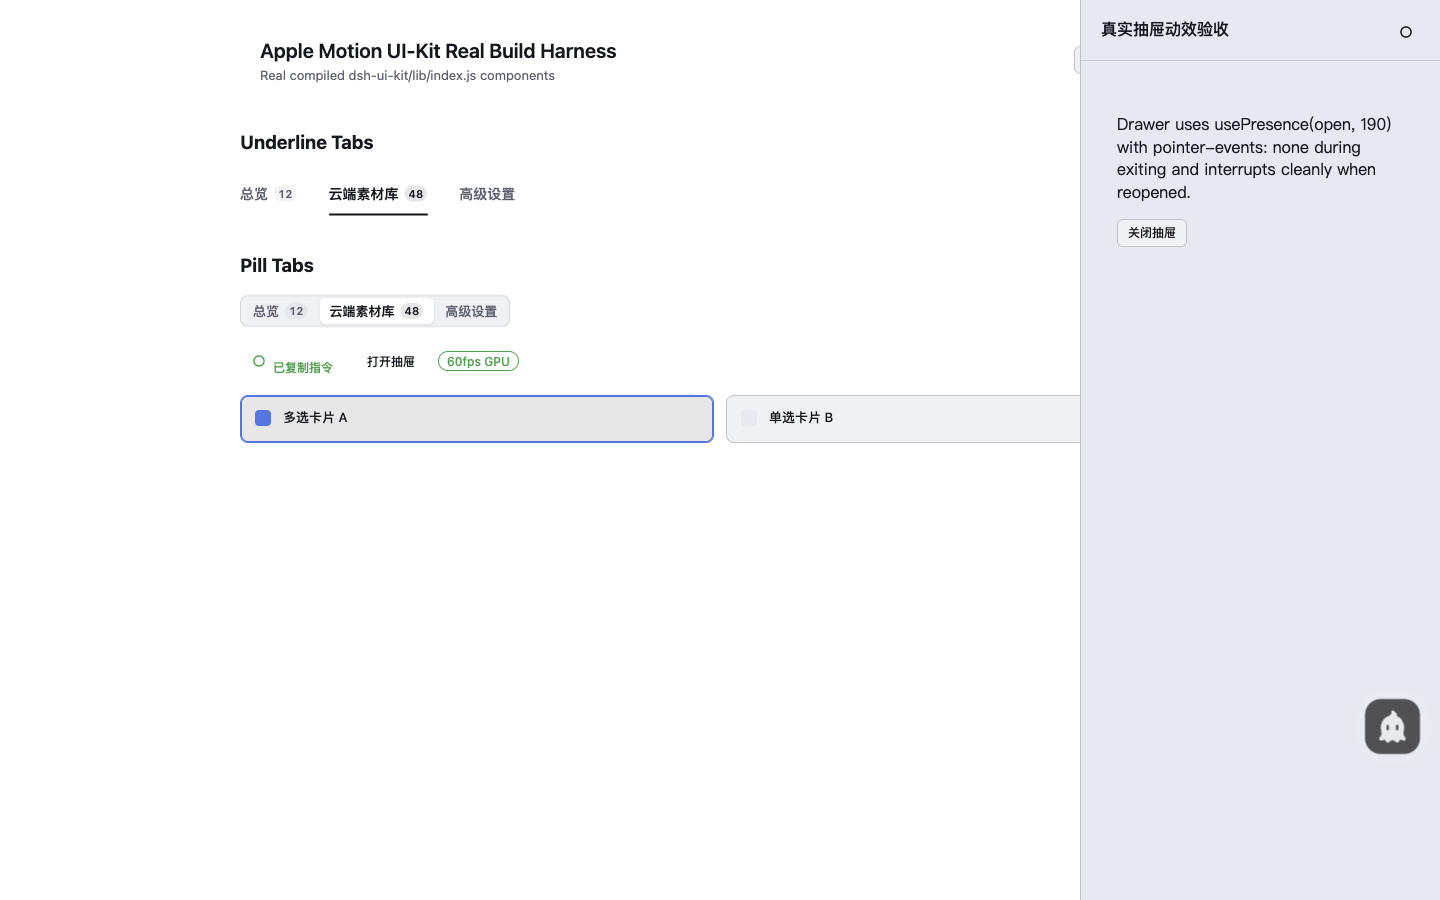 Apple Motion UI-Kit Real Build Harness
Real compiled dsh-ui-kit/lib/index.js components
Underline Tabs
总览 12 云端素材库 48 高级设置
Pill Tabs
总览 12 云端素材库 48 高级设置
已复制指令 打开抽屉 60fps GPU
多选卡片 A 单选卡片 B
真实抽屉动效验收
Drawer uses usePresence(open, 190)
with pointer-events: none during
exiting and interrupts cleanly when
reopened.
关闭抽屉